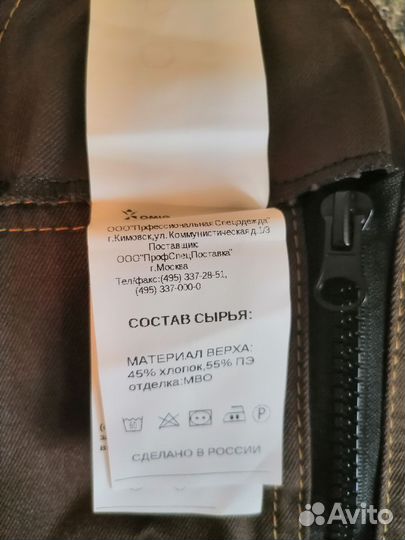 ООО"Профессиональная Спецодежда"
г.Кимовск,ул. Коммунистическая д.1/3
Поставщик:
ООО"ПрофСпецПоставка"
г.Москва
Тел/факс:(495) 337-28-51,
(495) 337-000-0
СОСТАВ СЫРЬЯ:
МАТЕРИАЛ ВЕРХА:
45% хлопок,55% ПЭ
отделка:МВО
P
СДЕЛАНО В РОССИИ
Avito